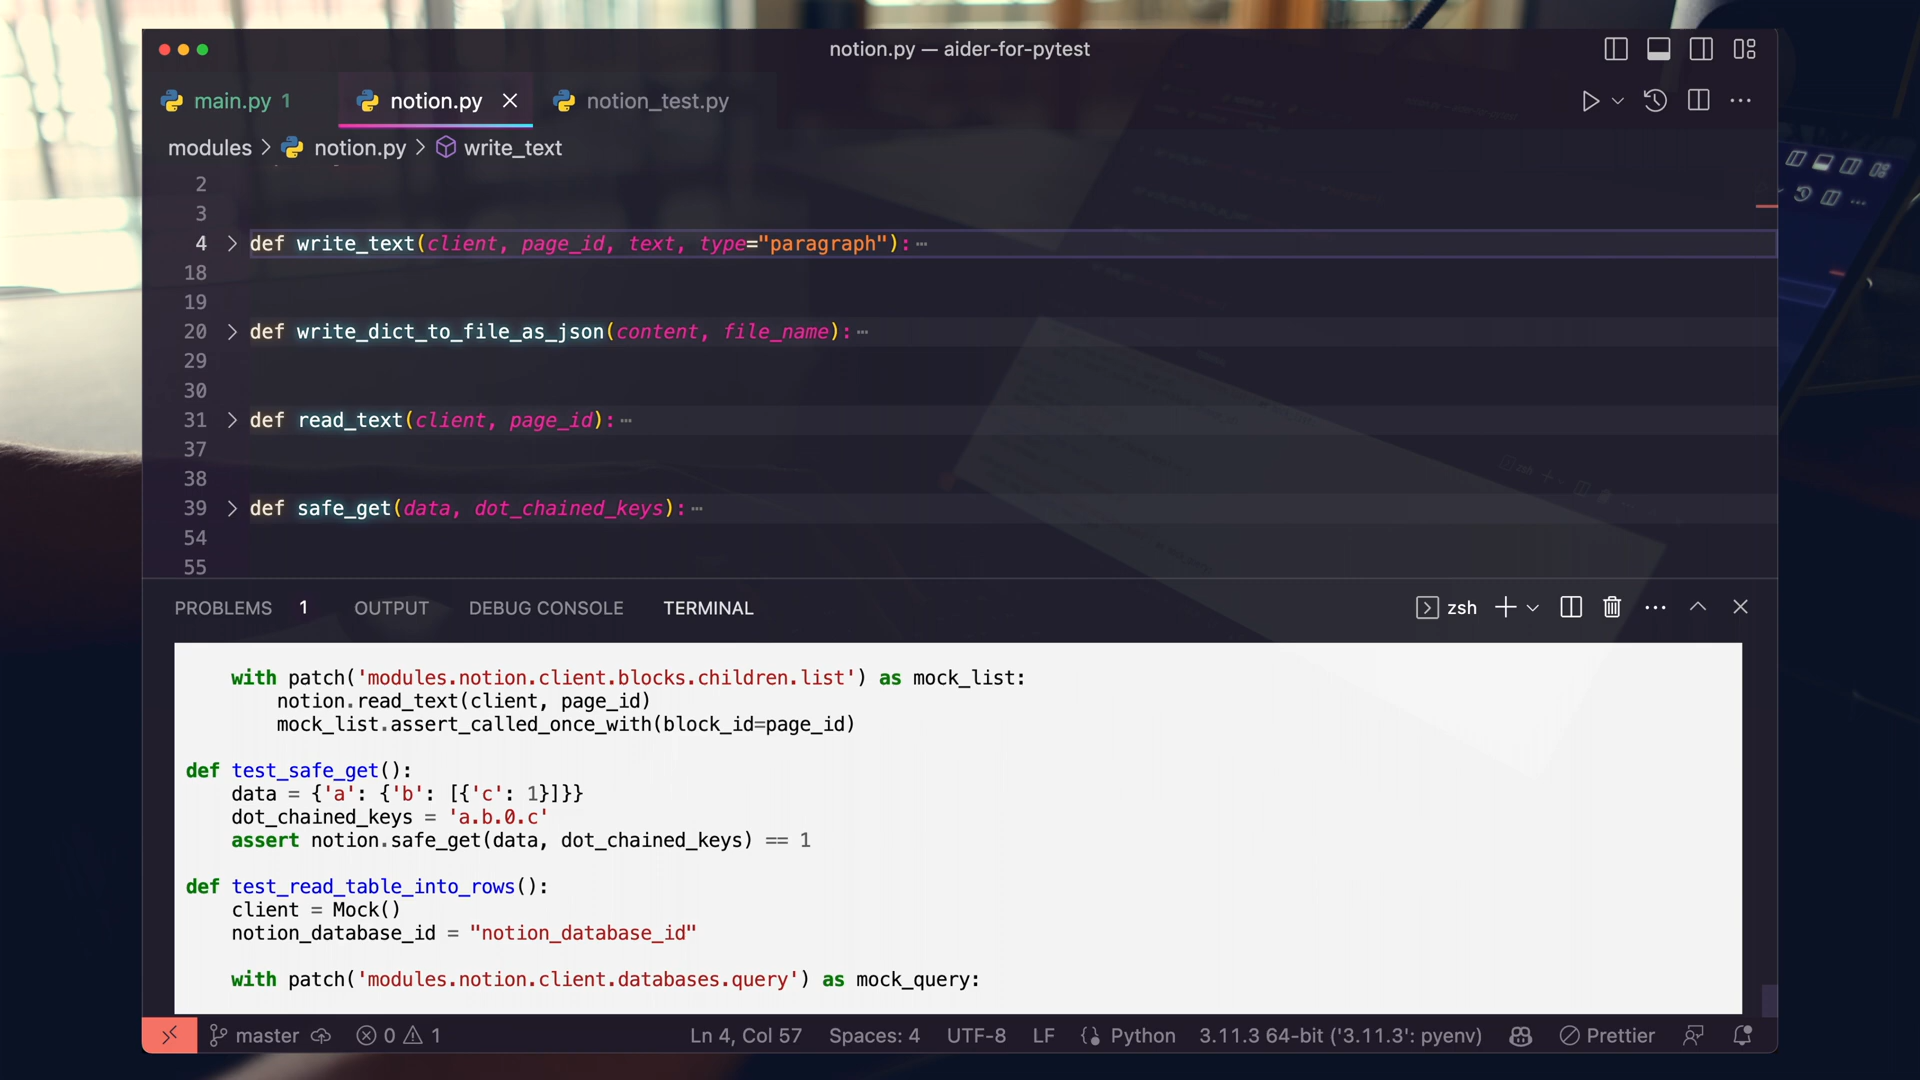 notion.py — aider-for-pytest
main.py 1
notion.py
notion_test.py
modules > notion.py > write_text
2
3
4 def write_text(client, page_id, text, type="paragraph"): ⋯
18
19
20 def write_dict_to_file_as_json(content, file_name): ⋯
29
30
31 def read_text(client, page_id): ⋯
37
38
39 def safe_get(data, dot_chained_keys): ⋯
54
55
PROBLEMS 1 OUTPUT DEBUG CONSOLE TERMINAL zsh
with patch('modules.notion.client.blocks.children.list') as mock_list:
notion.read_text(client, page_id)
mock_list.assert_called_once_with(block_id=page_id)
def test_safe_get():
data = {'a': {'b': [{'c': 1}]}}
dot_chained_keys = 'a.b.0.c'
assert notion.safe_get(data, dot_chained_keys) == 1
def test_read_table_into_rows():
client = Mock()
notion_database_id = "notion_database_id"
with patch('modules.notion.client.databases.query') as mock_query:
master 0 1 Ln 4, Col 57 Spaces: 4 UTF-8 LF Python 3.11.3 64-bit ('3.11.3': pyenv) Prettier